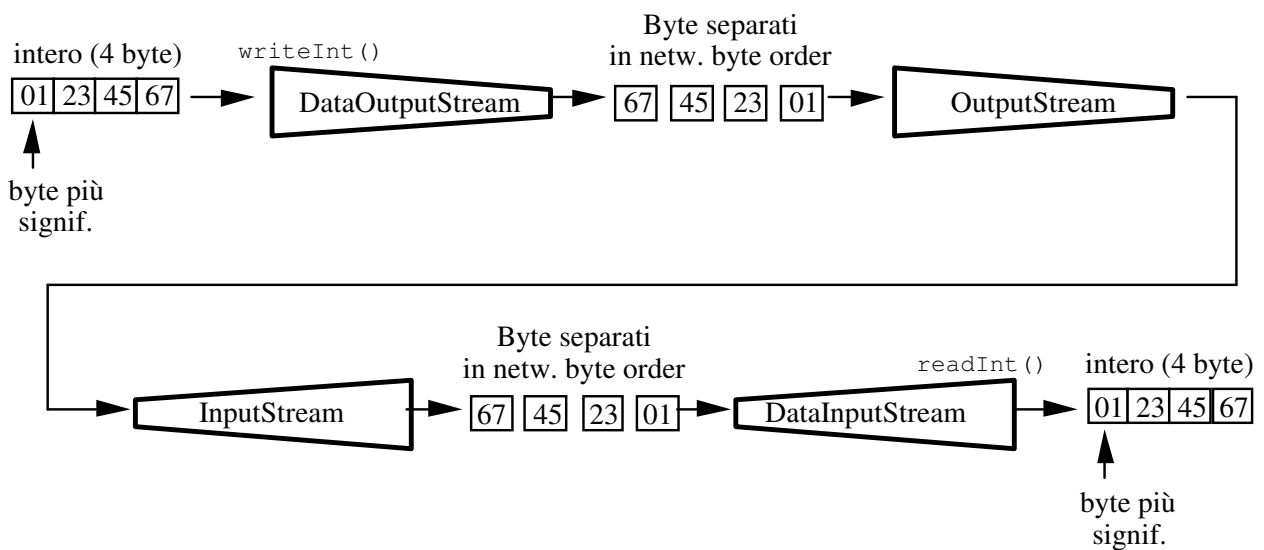 Byte separati
in netw. byte order
intero (4 byte)
writeInt()
01 23 45 67
DataOutputStream
67 45 23 01
OutputStream
byte più
signif.
Byte separati
in netw. byte order
readInt()
intero (4 byte)
InputStream
67 45 23 01
DataInputStream
01 23 45 67
byte più
signif.